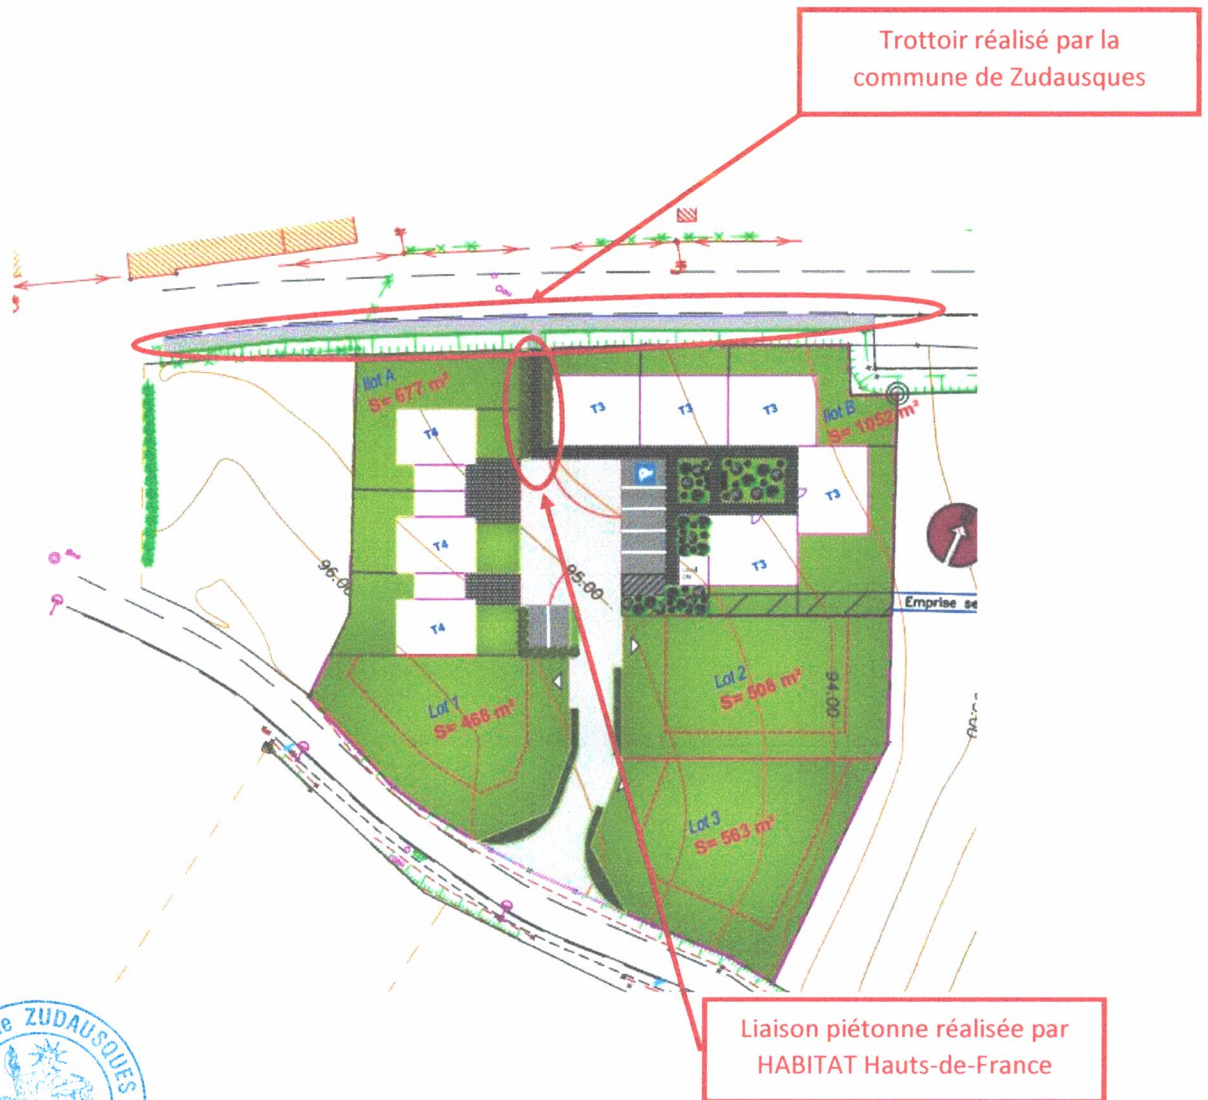 Trottoir réalisé par la
commune de Zudausques
Ilot A
S= 677 m²
T4
T3
T3
T3
Ilot B
S= 1052 m²
T3
T4
T3
96.00
95.00
T4
Emprise se
Lot 1
S= 468 m²
Lot 2
S= 508 m²
94.00
Lot 3
S= 563 m²
Liaison piétonne réalisée par
HABITAT Hauts-de-France
e ZUDAUSQUES